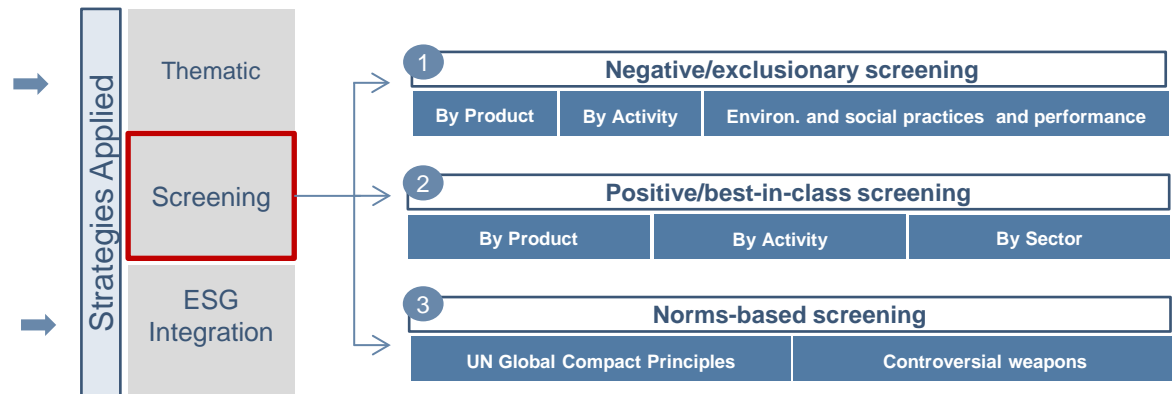 Strategies Applied
Thematic
Screening
ESG
Integration
1
Negative/exclusionary screening
By Product
By Activity
Environ. and social practices and performance
2
Positive/best-in-class screening
By Product
By Activity
By Sector
3
Norms-based screening
UN Global Compact Principles
Controversial weapons